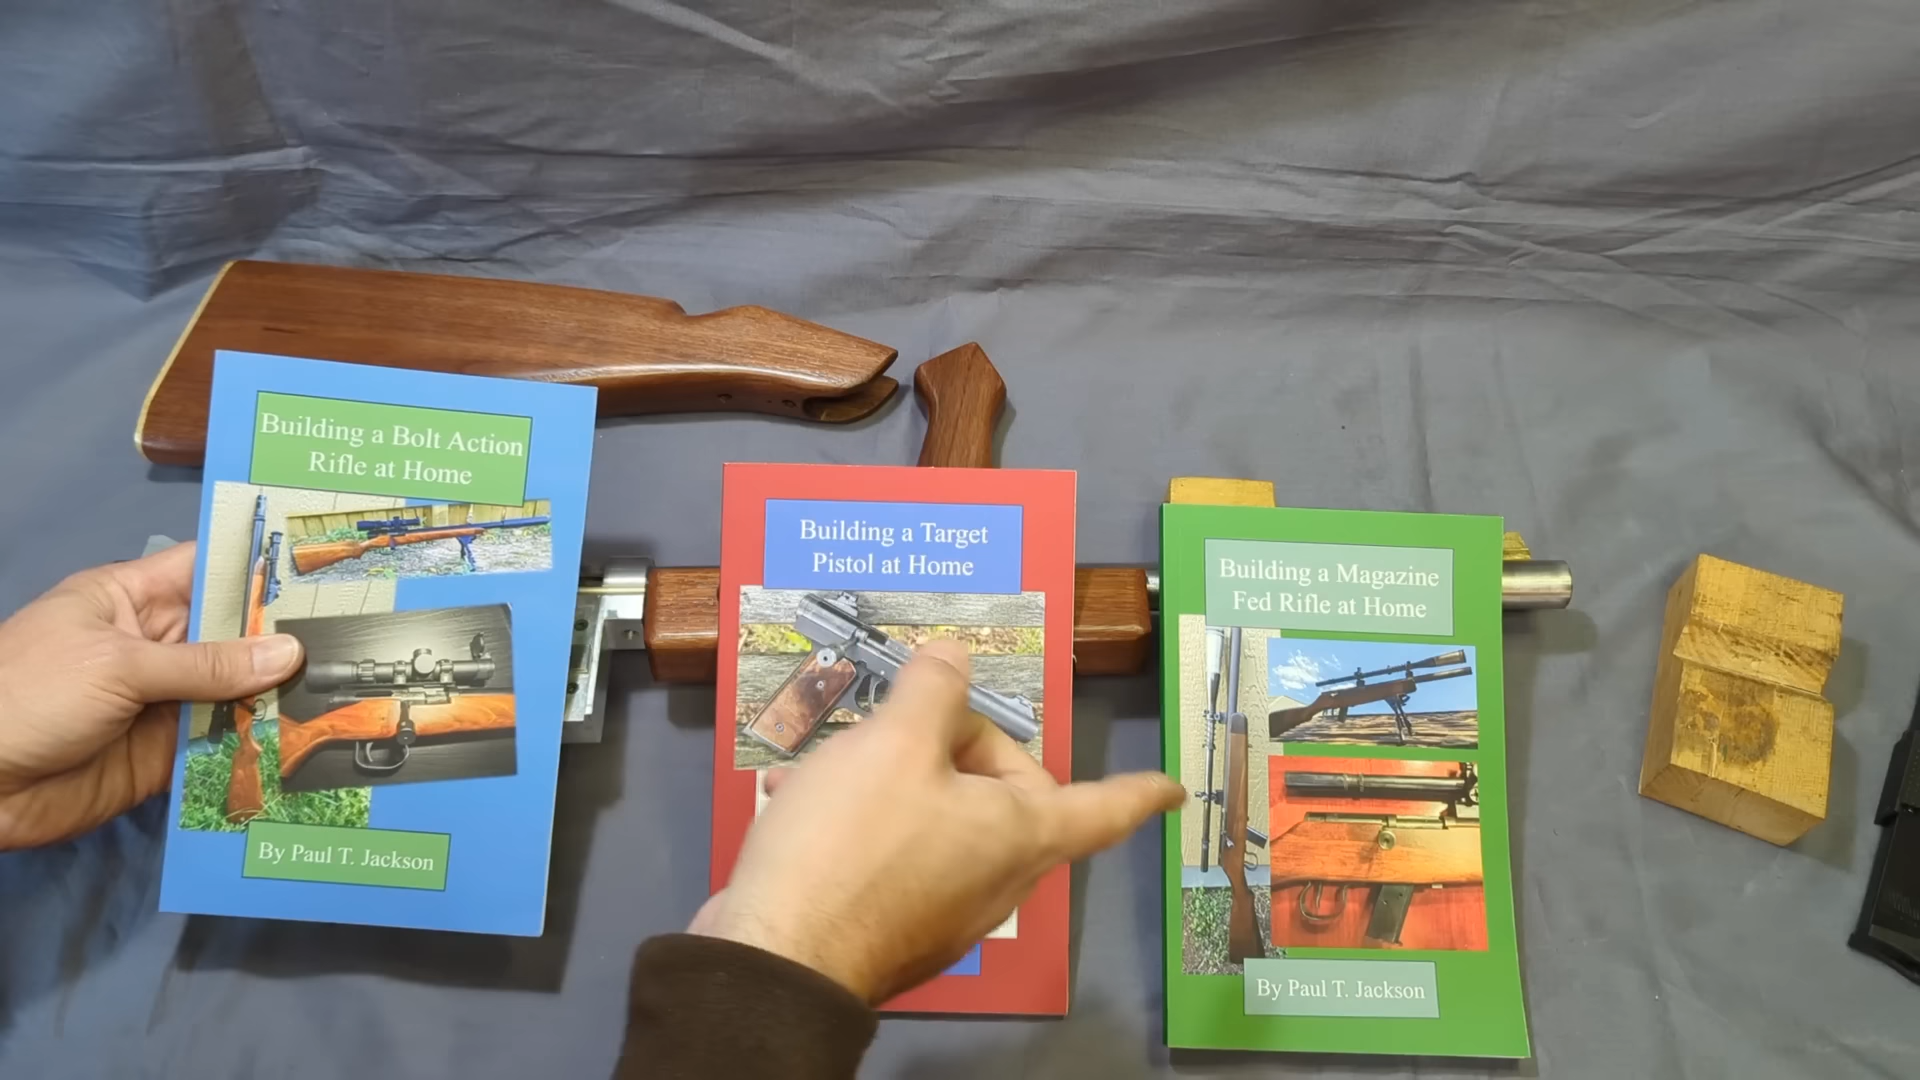 Building a Bolt Action
Rifle at Home
By Paul T. Jackson
Building a Target
Pistol at Home
Building a Magazine
Fed Rifle at Home
By Paul T. Jackson